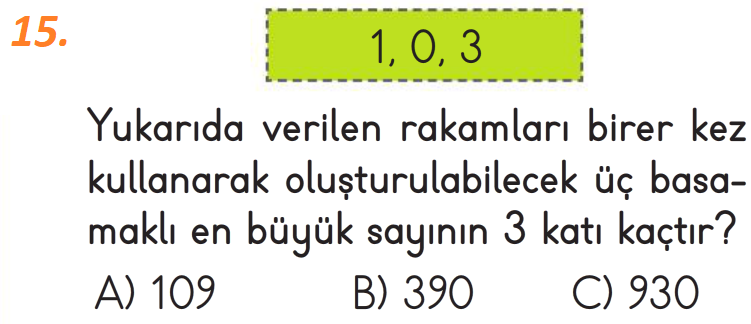 15.
1, 0, 3
Yukarıda verilen rakamları birer kez
kullanarak oluşturulabilecek üç basa-
maklı en büyük sayının 3 katı kaçtır?
A) 109 B) 390 C) 930